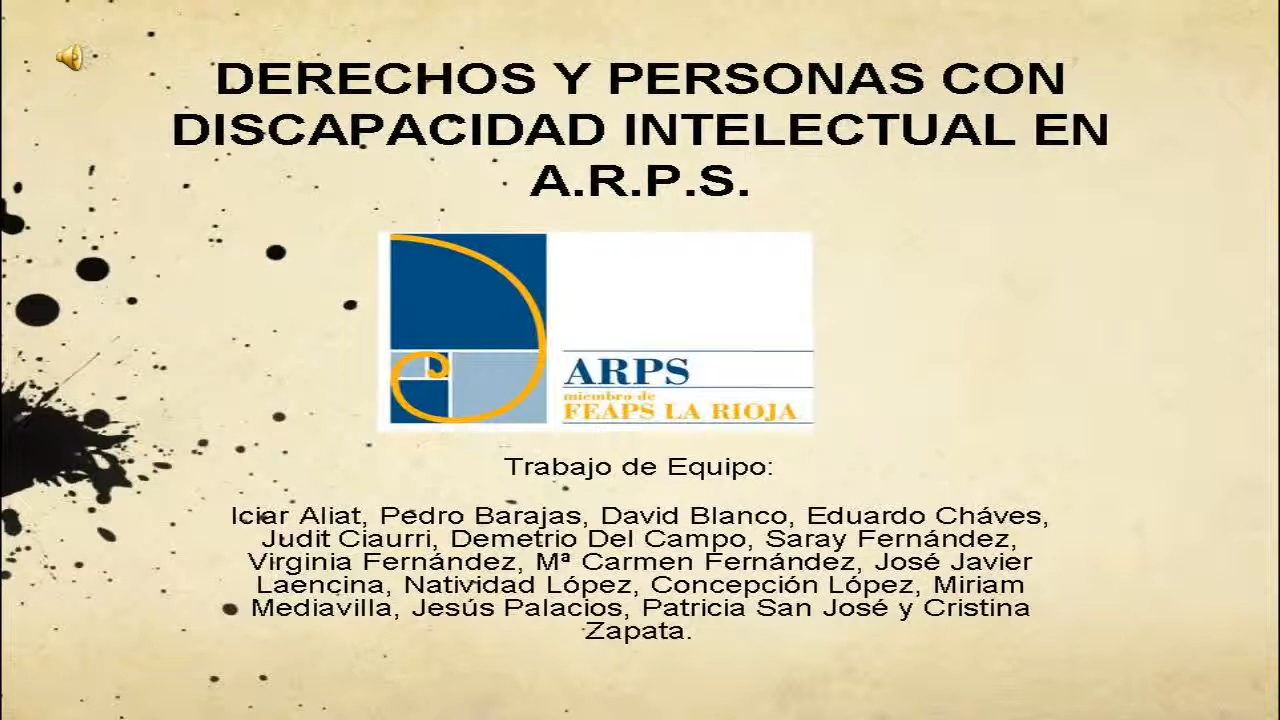 DERECHOS Y PERSONAS CON
DISCAPACIDAD INTELECTUAL EN
A.R.P.S.
ARPS
miembro de
FEAPS LA RIOJA
Trabajo de Equipo:
Iciar Aliat, Pedro Barajas, David Blanco, Eduardo Cháves,
Judit Ciaurri, Demetrio Del Campo, Saray Fernández,
Virginia Fernández, Mª Carmen Fernández, José Javier
Laencina, Natividad López, Concepción López, Miriam
Mediavilla, Jesús Palacios, Patricia San José y Cristina
Zapata.